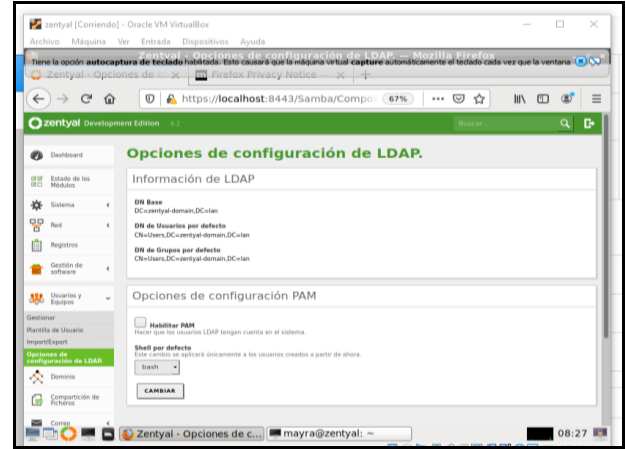 zentyal [Corriendo] - Oracle VM VirtualBox
Archivo Máquina Ver Entrada Dispositivos Ayuda
Zentyal - Opciones de configuración de LDAP. — Mozilla Firefox
Tiene la opción autocaptura de teclado habilitada. Esto causará que la máquina virtual capture automáticamente el teclado cada vez que la ventana
Zentyal - Opciones de c
Firefox Privacy Notice —
https://localhost:8443/Samba/Compo
67%
zentyal Development Edition 6.2
Buscar...
Dashboard
Estado de los
Módulos
Sistema
Red
Registros
Gestión de
software
Usuarios y
Equipos
Gestionar
Plantilla de Usuario
Import/Export
Opciones de
configuración de LDAP.
Dominio
Compartición de
Ficheros
Correo
Opciones de configuración de LDAP.
Información de LDAP
DN Base
DC=zentyal-domain,DC=lan
DN de Usuarios por defecto
CN=Users,DC=zentyal-domain,DC=lan
DN de Grupos por defecto
CN=Users,DC=zentyal-domain,DC=lan
Opciones de configuración PAM
Habilitar PAM
Hacer que los usuarios LDAP tengan cuenta en el sistema.
Shell por defecto
Este cambio se aplicará únicamente a los usuarios creados a partir de ahora.
bash
CAMBIAR
Zentyal - Opciones de c...
mayra@zentyal: ~
08:27